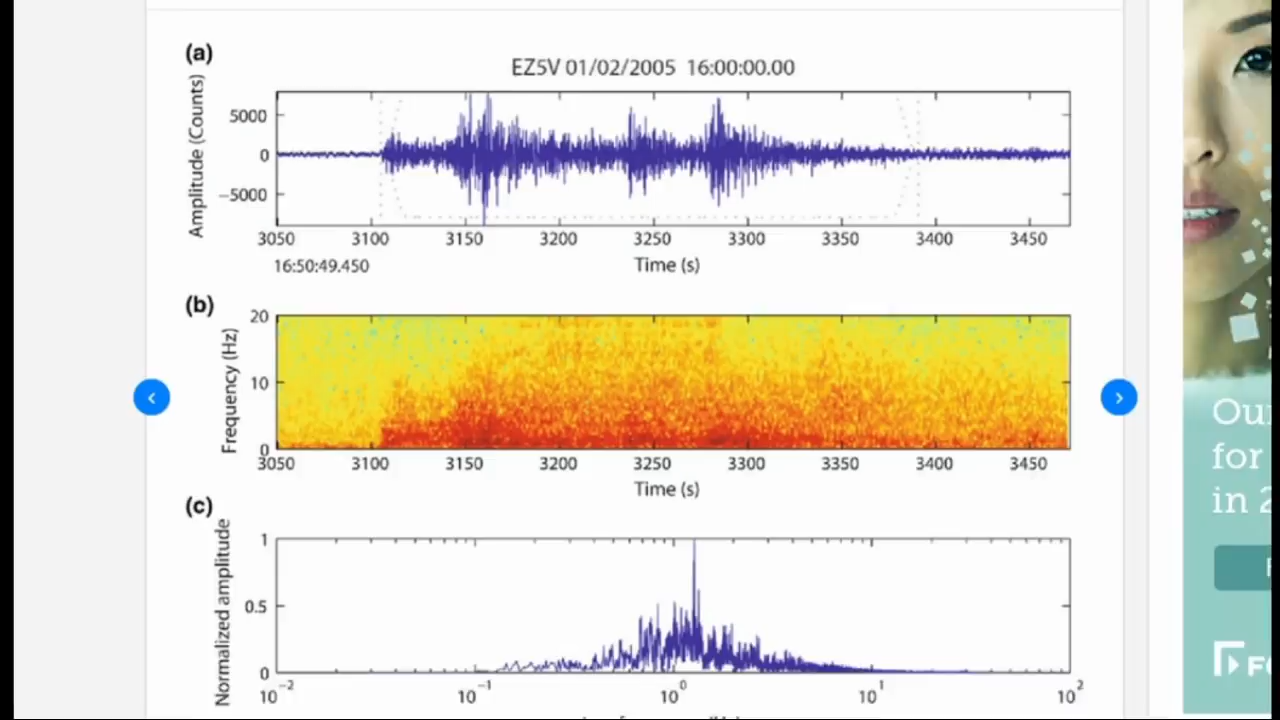 (a)
EZ5V 01/02/2005 16:00:00.00
Amplitude (Counts)
5000
0
−5000
3050 3100 3150 3200 3250 3300 3350 3400 3450
16:50:49.450
Time (s)
(b)
Frequency (Hz)
20
10
0
3050 3100 3150 3200 3250 3300 3350 3400 3450
Time (s)
(c)
Normalized amplitude
1
0.5
0
10⁻² 10⁻¹ 10⁰ 10¹ 10²
Ou
for
in 2